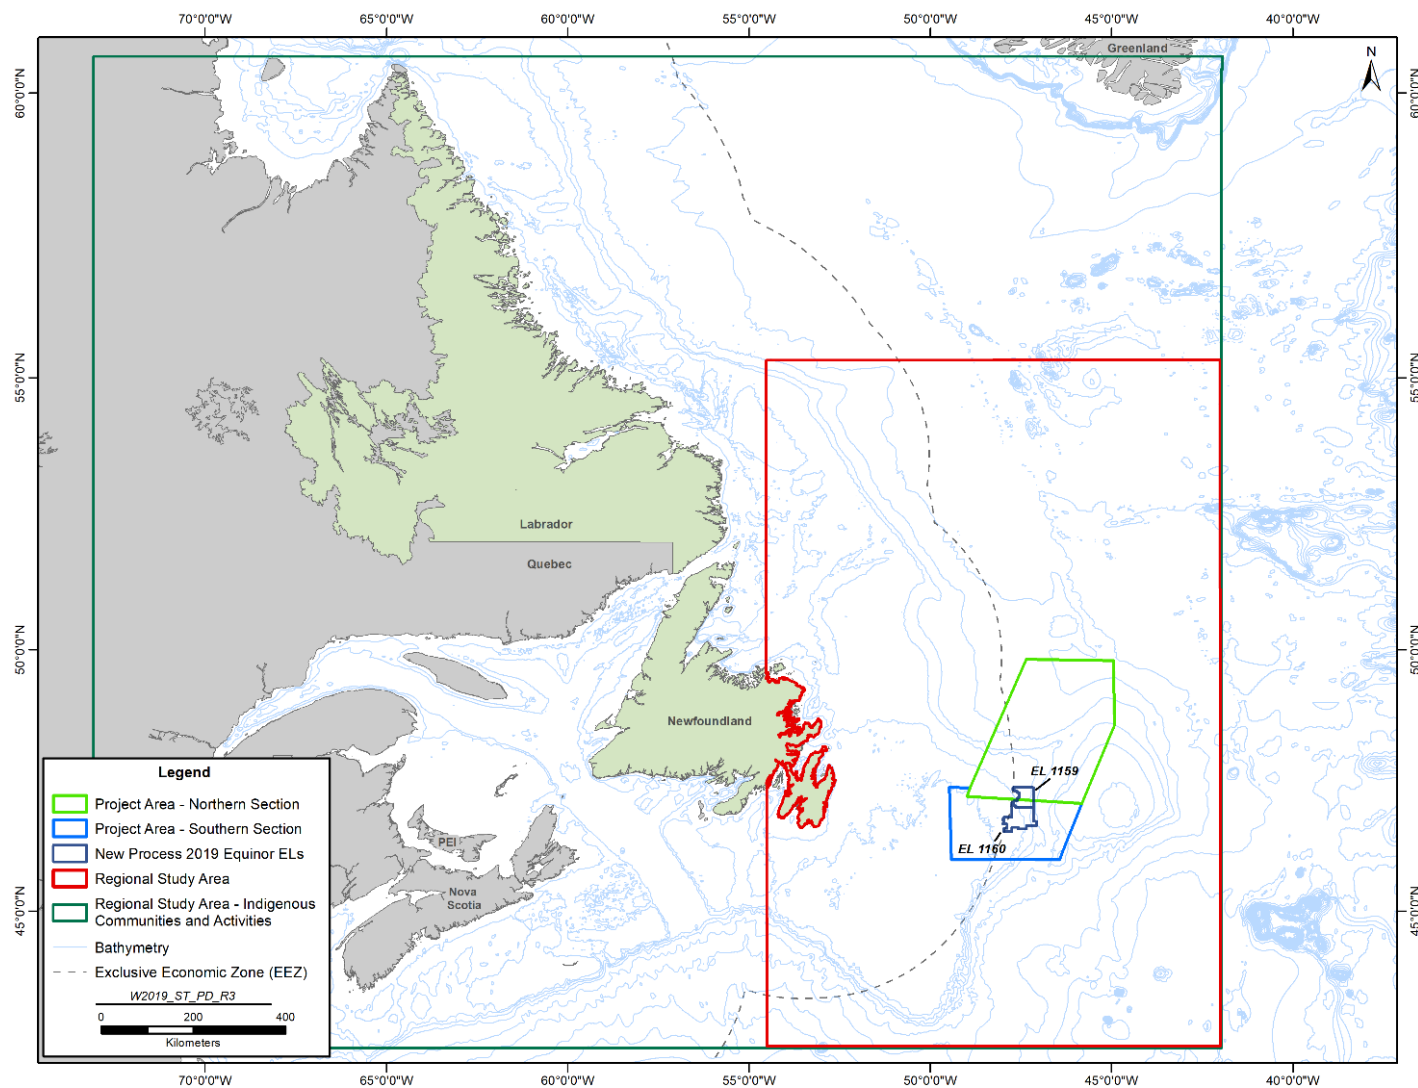 70°0'0"W 65°0'0"W 60°0'0"W 55°0'0"W 50°0'0"W 45°0'0"W 40°0'0"W
Greenland
N
60°0'0"N 60°0'0"N
55°0'0"N 55°0'0"N
Labrador
Quebec
50°0'0"N 50°0'0"N
Newfoundland
EL 1159
EL 1160
PEI
Nova
Scotia
45°0'0"N 45°0'0"N
Legend
Project Area - Northern Section
Project Area - Southern Section
New Process 2019 Equinor ELs
Regional Study Area
Regional Study Area - Indigenous
Communities and Activities
Bathymetry
Exclusive Economic Zone (EEZ)
W2019_ST_PD_R3
0 200 400
Kilometers
70°0'0"W 65°0'0"W 60°0'0"W 55°0'0"W 50°0'0"W 45°0'0"W 40°0'0"W